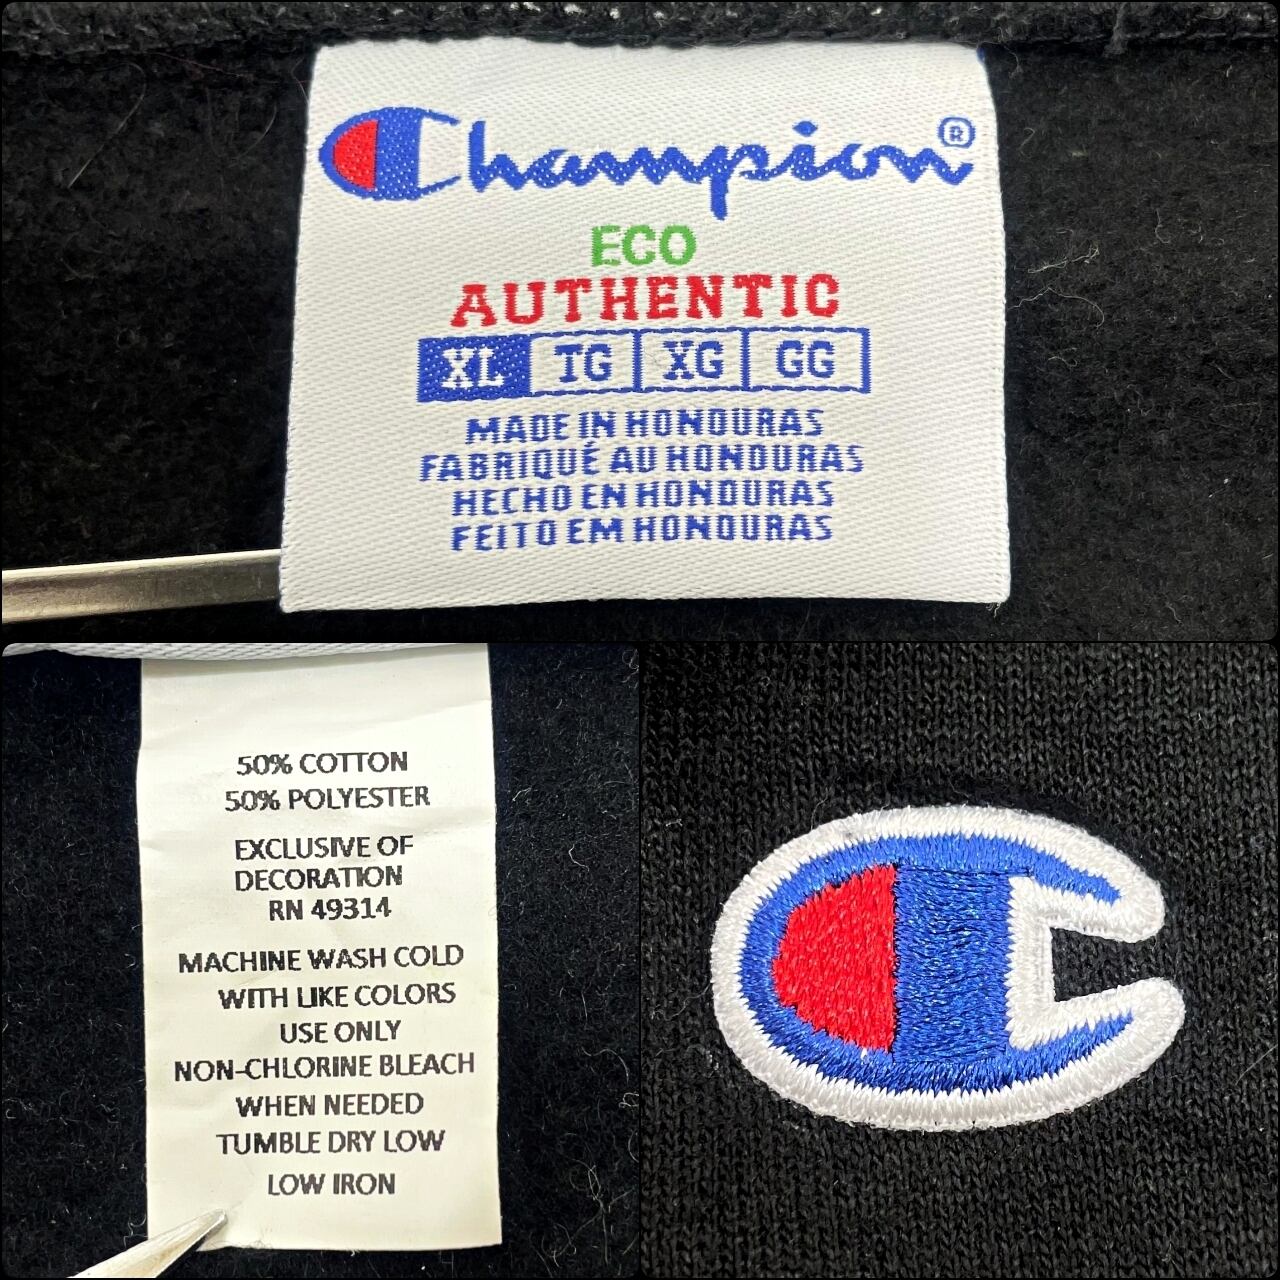 Champion®
ECO
AUTHENTIC
XL TG XG GG
MADE IN HONDURAS
FABRIQUÉ AU HONDURAS
HECHO EN HONDURAS
FEITO EM HONDURAS
50% COTTON
50% POLYESTER
EXCLUSIVE OF
DECORATION
RN 49314
MACHINE WASH COLD
WITH LIKE COLORS
USE ONLY
NON-CHLORINE BLEACH
WHEN NEEDED
TUMBLE DRY LOW
LOW IRON
C